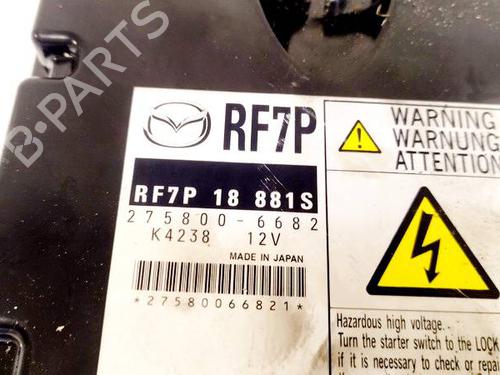 B-PARTS
RF7P
RF7P 18 881S
275800-6682
K4238 12V
MADE IN JAPAN
*27580066821*
WARNING
WARNUNG
ATTENTION
Hazardous high voltage.
Turn the starter switch to the LOCK
if it is necessary to check or repa